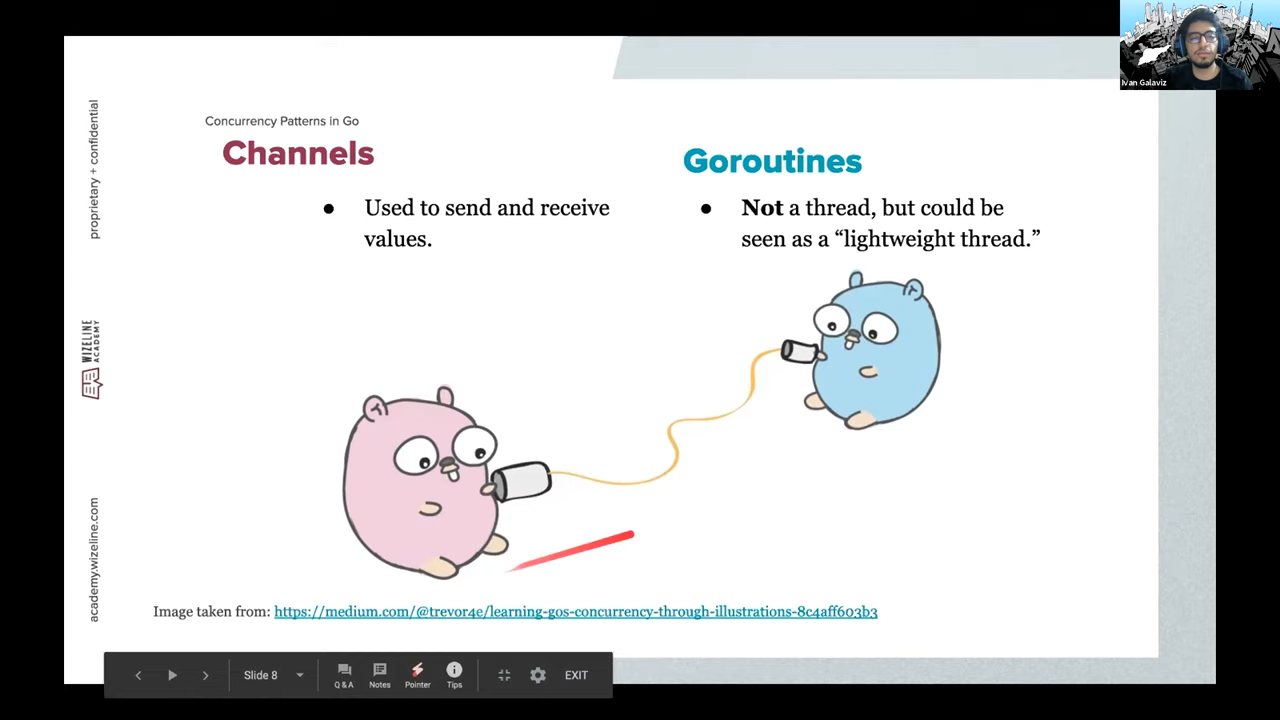 Ivan Galaviz
proprietary + confidential
WIZELINE
ACADEMY
academy.wizeline.com
Concurrency Patterns in Go
Channels
● Used to send and receive
values.
Goroutines
● Not a thread, but could be
seen as a “lightweight thread.”
Image taken from: https://medium.com/@trevor4e/learning-gos-concurrency-through-illustrations-8c4aff603b3
Slide 8
Q & A
Notes
Pointer
Tips
EXIT